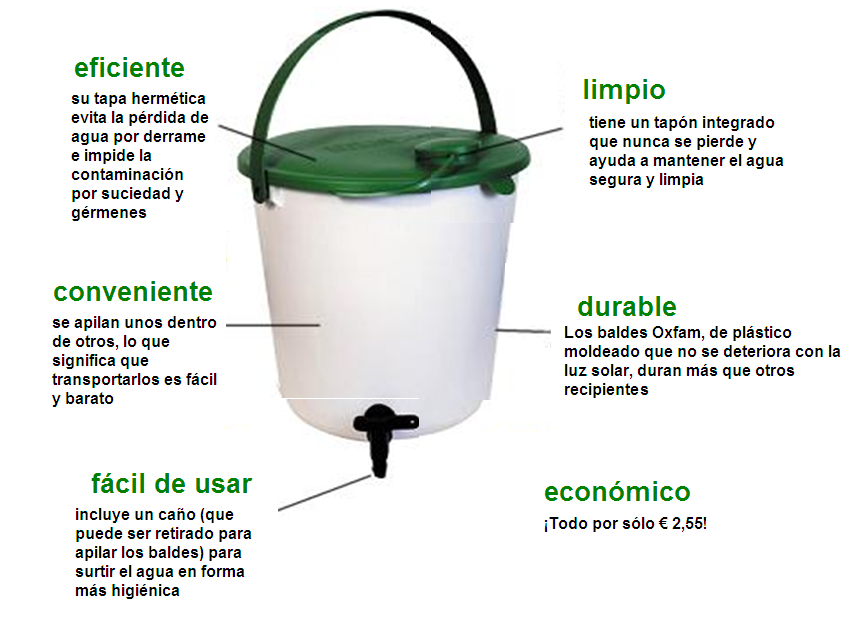 eficiente
su tapa hermética
evita la pérdida de
agua por derrame
e impide la
contaminación
por suciedad y
gérmenes
limpio
tiene un tapón integrado
que nunca se pierde y
ayuda a mantener el agua
segura y limpia
conveniente
se apilan unos dentro
de otros, lo que
significa que
transportarlos es fácil
y barato
durable
Los baldes Oxfam, de plástico
moldeado que no se deteriora con la
luz solar, duran más que otros
recipientes
fácil de usar
incluye un caño (que
puede ser retirado para
apilar los baldes) para
surtir el agua en forma
más higiénica
económico
¡Todo por sólo € 2,55!